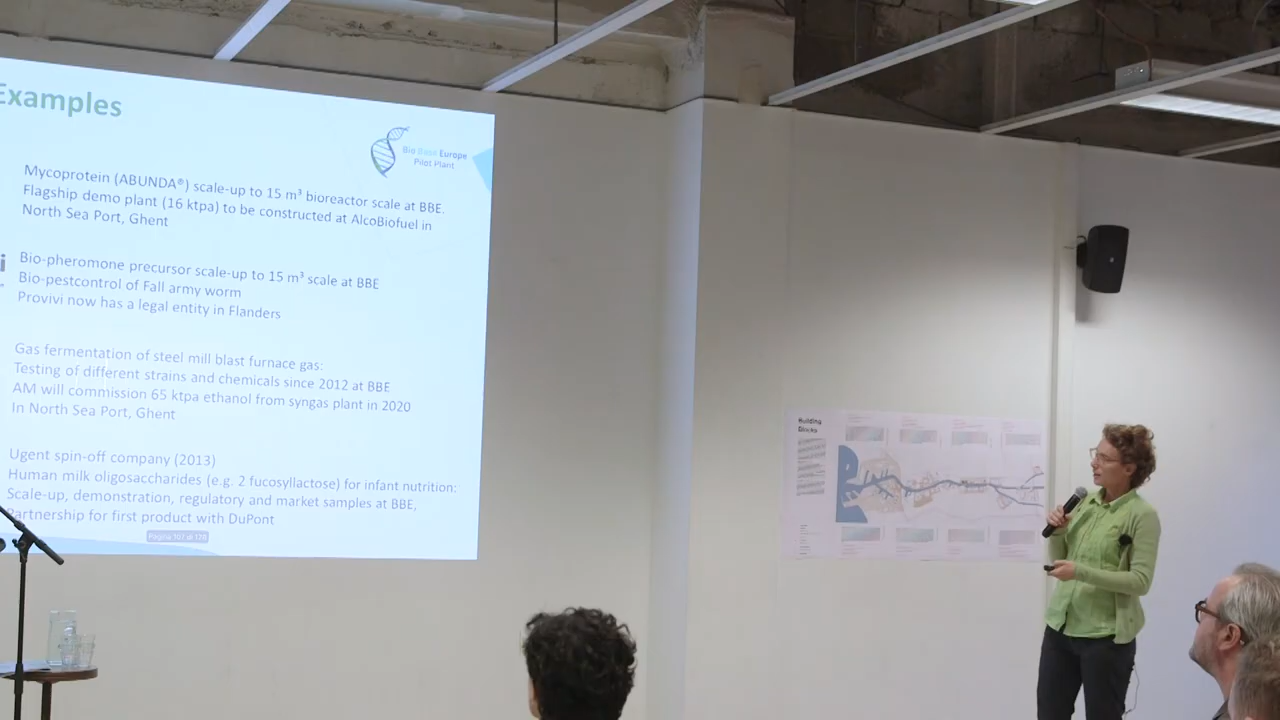 Examples
Bio Base Europe
Pilot Plant
Mycoprotein (ABUNDA®) scale-up to 15 m³ bioreactor scale at BBE.
Flagship demo plant (16 ktpa) to be constructed at AlcoBiofuel in
North Sea Port, Ghent
i
Bio-pheromone precursor scale-up to 15 m³ scale at BBE
Bio-pestcontrol of Fall army worm
Provivi now has a legal entity in Flanders
Gas fermentation of steel mill blast furnace gas:
Testing of different strains and chemicals since 2012 at BBE
AM will commission 65 ktpa ethanol from syngas plant in 2020
In North Sea Port, Ghent
Ugent spin-off company (2013)
Human milk oligosaccharides (e.g. 2 fucosyllactose) for infant nutrition:
Scale-up, demonstration, regulatory and market samples at BBE,
Partnership for first product with DuPont
Building
Blocks